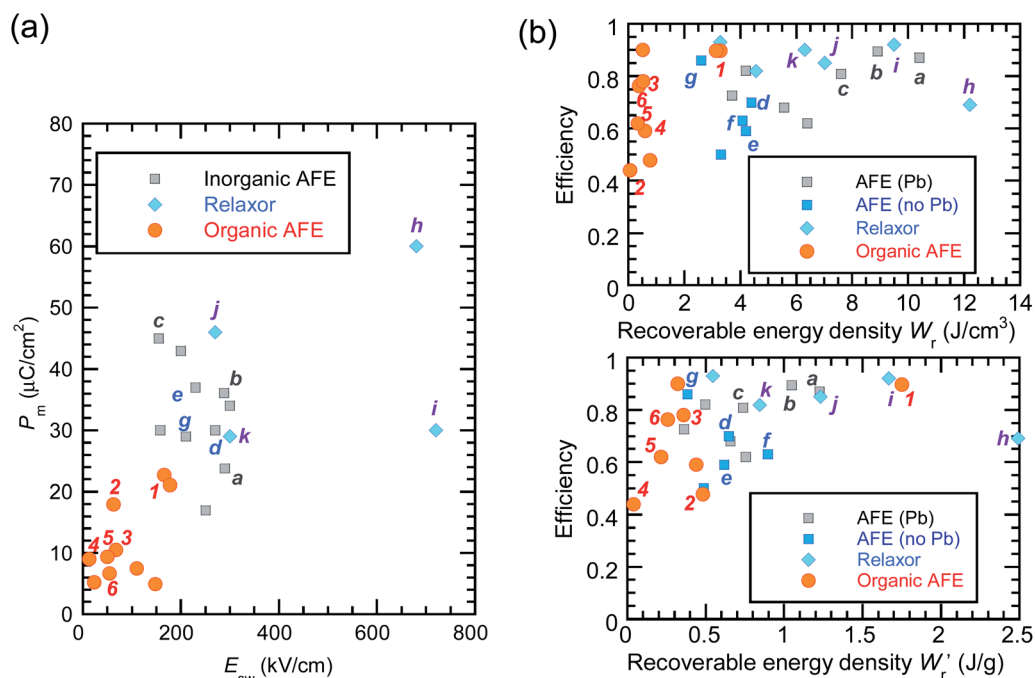 (a)
80
70
60
50
40
30
20
10
0
P_m (μC/cm²)
Inorganic AFE
Relaxor
Organic AFE
h
j
c
e
b
g
i
d
k
a
2
1
4
5
3
6
0
200
400
600
800
E_sw (kV/cm)
(b)
1
0.8
0.6
0.4
0.2
0
Efficiency
j
k
i
b
a
g
1
c
h
3
6
d
5
f
4
e
2
AFE (Pb)
AFE (no Pb)
Relaxor
Organic AFE
0
2
4
6
8
10
12
14
Recoverable energy density W_r (J/cm³)
1
0.8
0.6
0.4
0.2
0
Efficiency
g
a
k
c
b
j
i
1
6
3
d
h
5
f
e
4
2
AFE (Pb)
AFE (no Pb)
Relaxor
Organic AFE
0
0.5
1
1.5
2
2.5
Recoverable energy density W_r' (J/g)